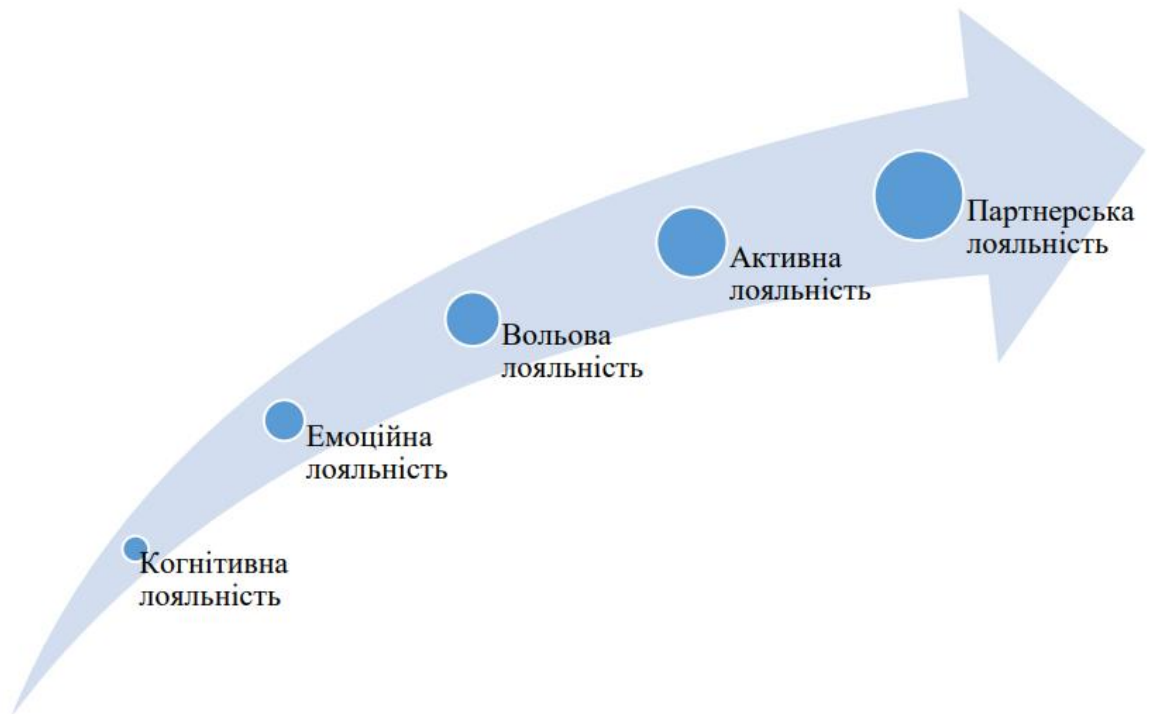 Когнітивна
лояльність
Емоційна
лояльність
Вольова
лояльність
Активна
лояльність
Партнерська
лояльність